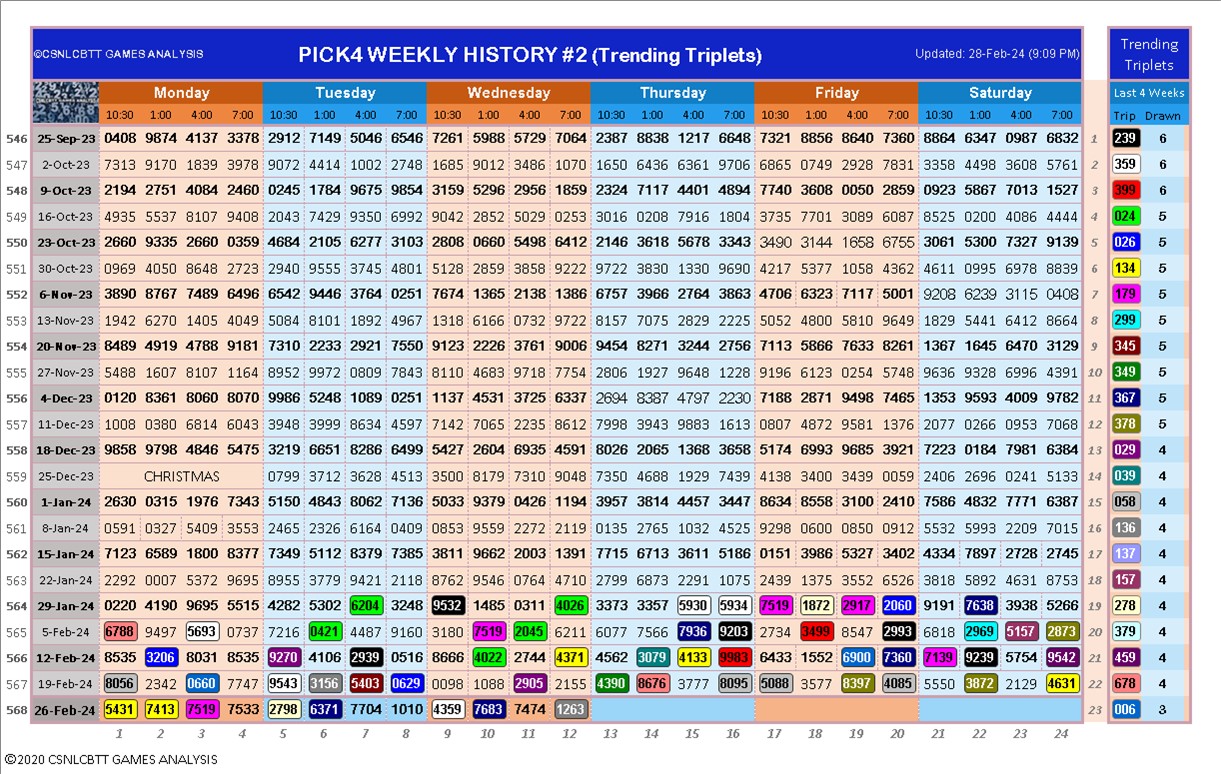 ©CSNLCBTT GAMES ANALYSIS PICK4 WEEKLY HISTORY #2 (Trending Triplets) Updated: 28-Feb-24 (9:09 PM) Trending Triplets
Monday Tuesday Wednesday Thursday Friday Saturday Last 4 Weeks
10:30 1:00 4:00 7:00 10:30 1:00 4:00 7:00 10:30 1:00 4:00 7:00 10:30 1:00 4:00 7:00 10:30 1:00 4:00 7:00 10:30 1:00 4:00 7:00 Trip Drawn
546 25-Sep-23 0408 9874 4137 3378 2912 7149 5046 6546 7261 5988 5729 7064 2387 8838 1217 6648 7321 8856 8640 7360 8864 6347 0987 6832 1 239 6
547 2-Oct-23 7313 9170 1839 3978 9072 4414 1002 2748 1685 9012 3486 1070 1650 6436 6361 9706 6865 0749 2928 7831 3358 4498 3608 5761 2 359 6
548 9-Oct-23 2194 2751 4084 2460 0245 1784 9675 9854 3159 5296 2956 1859 2324 7117 4401 4894 7740 3608 0050 2859 0923 5867 7013 1527 3 399 6
549 16-Oct-23 4935 5537 8107 9408 2043 7429 9350 6992 9042 2852 5029 0253 3016 0208 7916 1804 3735 7701 3089 6087 8525 0200 4086 4444 4 024 5
550 23-Oct-23 2660 9335 2660 0359 4684 2105 6277 3103 2808 0660 5498 6412 2146 3618 5678 3343 3490 3144 1658 6755 3061 5300 7327 9139 5 026 5
551 30-Oct-23 0969 4050 8648 2723 2940 9555 3745 4801 5128 2859 3858 9222 9722 3830 1330 9690 4217 5377 1058 4362 4611 0995 6978 8839 6 134 5
552 6-Nov-23 3890 8767 7489 6496 6542 9446 3764 0251 7674 1365 2138 1386 6757 3966 2764 3863 4706 6323 7117 5001 9208 6239 3115 0408 7 179 5
553 13-Nov-23 1942 6270 1405 4049 5084 8101 1892 4967 1318 6166 0732 9722 8157 7075 2829 2225 5052 4800 5810 9649 1829 5441 6412 8664 8 299 5
554 20-Nov-23 8489 4919 4788 9181 7310 2233 2921 7550 9123 2226 3761 9006 9454 8271 3244 2756 7113 5866 7633 8261 1367 1645 6470 3129 9 345 5
555 27-Nov-23 5488 1607 8107 1164 8952 9972 0809 7843 8110 4683 9718 7754 2806 1927 9648 1228 9196 6123 0254 5748 9636 9328 6996 4391 10 349 5
556 4-Dec-23 0120 8361 8060 8070 9986 5248 1089 0251 1137 4531 3725 6337 2694 8387 4797 2230 7188 2871 9498 7465 1353 9593 4009 9782 11 367 5
557 11-Dec-23 1008 0380 6814 6043 3948 3999 8634 4597 7142 7065 2235 8612 7998 3943 9883 1613 0807 4872 9581 1376 2077 0266 0953 7068 12 378 5
558 18-Dec-23 9858 9798 4846 5475 3219 6651 8286 6499 5427 2604 6935 4591 8026 2065 1368 3658 5174 6993 9685 3921 7223 0184 7981 6384 13 029 4
559 25-Dec-23 CHRISTMAS 0799 3712 3628 4513 3500 8179 7310 9048 7350 4688 1929 7439 4138 3400 3439 0059 2406 2696 0241 5133 14 039 4
560 1-Jan-24 2630 0315 1976 7343 5150 4843 8062 7136 9033 9379 0426 1194 3957 3814 4457 3447 8634 8558 3100 2410 7586 4832 7771 6387 15 058 4
561 8-Jan-24 0591 0327 5409 3553 2465 2326 6164 0409 0853 9559 2272 2119 0135 2765 1032 4525 9298 0600 0850 0912 5532 5993 2209 7015 16 136 4
562 15-Jan-24 7123 6589 1800 8377 7349 5112 8379 7385 3811 9662 2003 1391 7715 6713 3611 5186 0151 3986 5327 3402 4334 7897 2728 2745 17 137 4
563 22-Jan-24 2292 0007 5372 9695 8955 3779 9421 2118 8762 9546 0764 4710 2799 6873 2291 1075 2439 1375 3552 6526 3818 5892 4631 8753 18 157 4
564 29-Jan-24 0220 4190 9695 5515 4282 5302 6204 3248 9532 1485 0311 4026 3373 3357 5930 5934 7519 1872 2917 2060 9191 7638 3938 5266 19 278 4
565 5-Feb-24 6788 9497 5693 0737 7216 0421 4487 9160 3180 7519 2045 6211 6077 7566 7936 9203 2734 3499 8547 2993 6818 2969 5157 2873 20 379 4
566 12-Feb-24 8535 3206 8031 8535 9270 4106 2939 0516 8666 4022 2744 4371 4562 3079 4133 9983 6433 1552 6900 7360 7139 9239 5754 9542 21 459 4
567 19-Feb-24 8056 2342 0660 7747 9543 3156 5403 0629 0098 1088 2905 2155 4390 8676 3777 8095 5088 3577 8397 4085 5550 3872 2129 4631 22 678 4
568 26-Feb-24 5431 7413 7519 7533 2798 6371 7704 1010 4359 7683 7474 1263 23 006 3
1 2 3 4 5 6 7 8 9 10 11 12 13 14 15 16 17 18 19 20 21 22 23 24
©2020 CSNLCBTT GAMES ANALYSIS